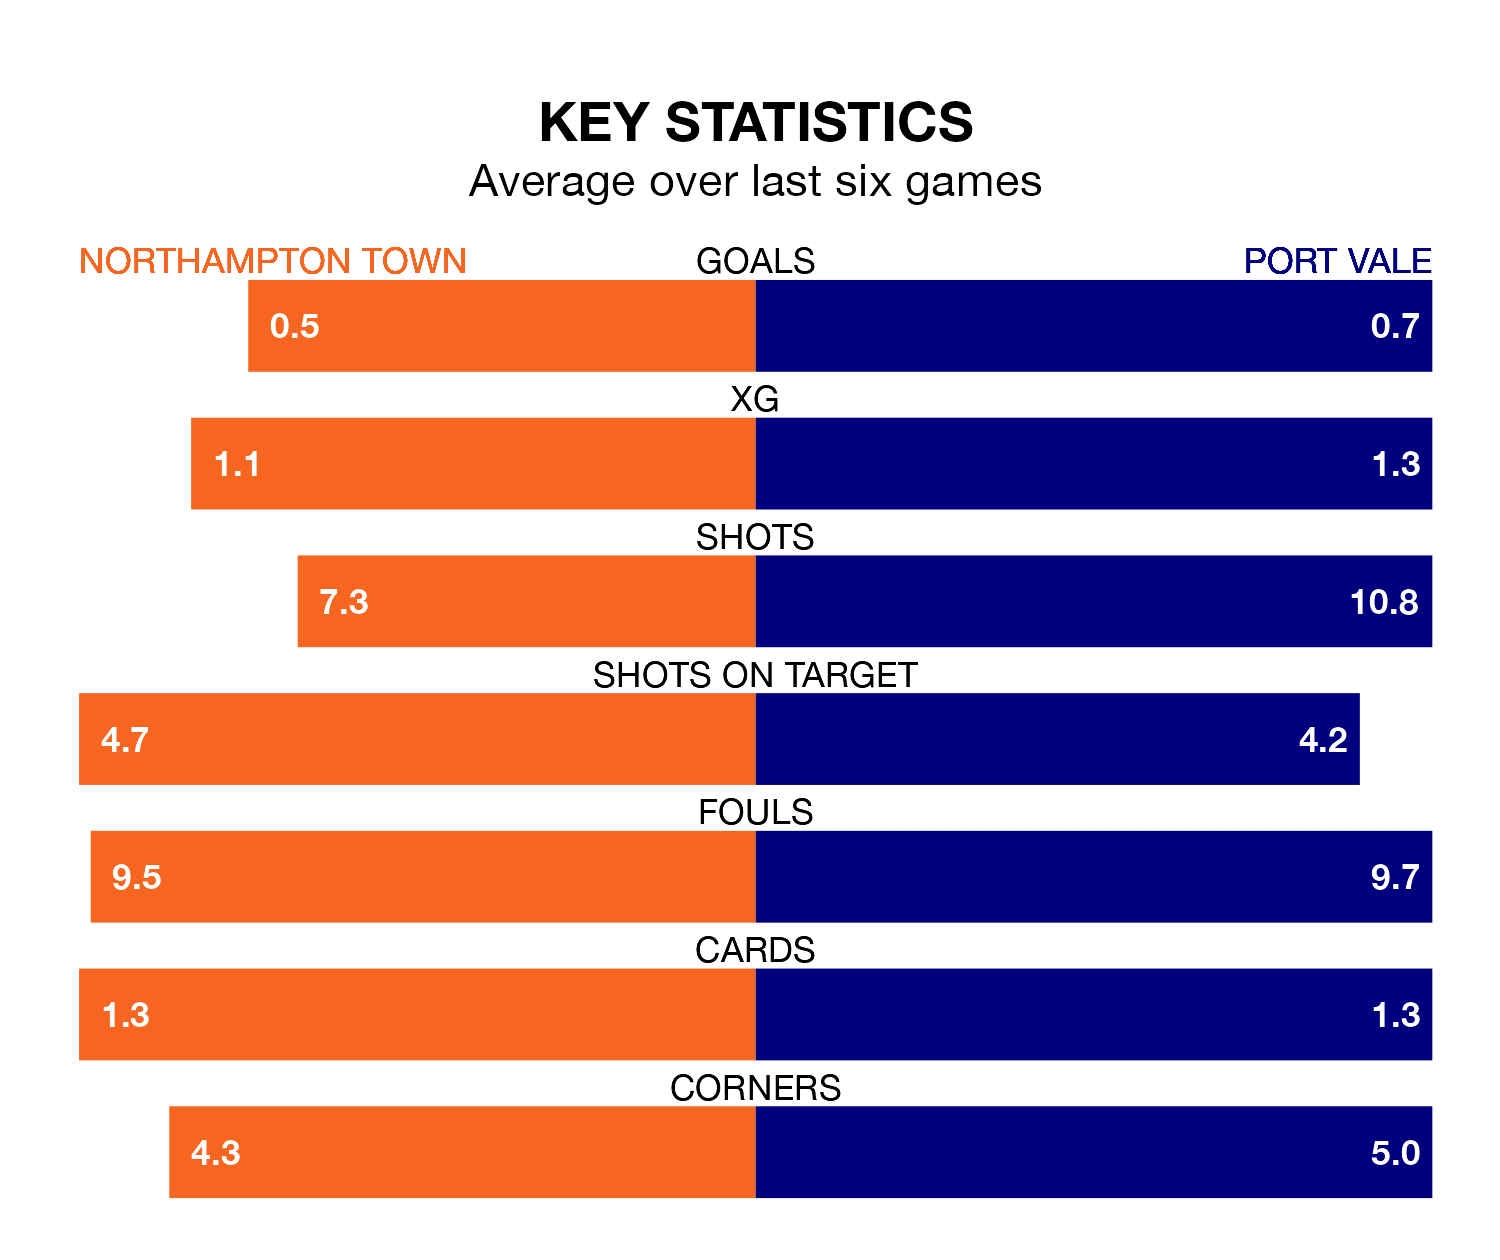 KEY STATISTICS
Average over last six games
NORTHAMPTON TOWN GOALS PORT VALE
0.5 0.7
XG
1.1 1.3
SHOTS
7.3 10.8
SHOTS ON TARGET
4.7 4.2
FOULS
9.5 9.7
CARDS
1.3 1.3
CORNERS
4.3 5.0